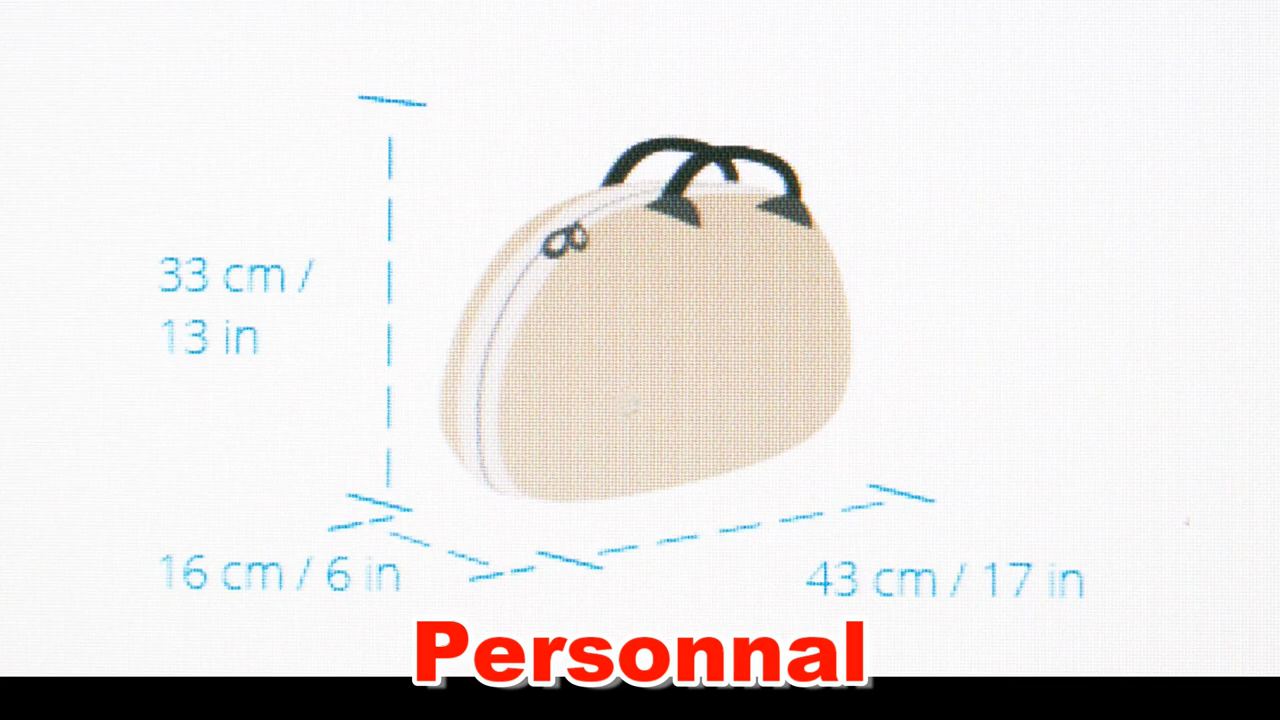 33 cm /
13 in
16 cm / 6 in
43 cm / 17 in
Personnal